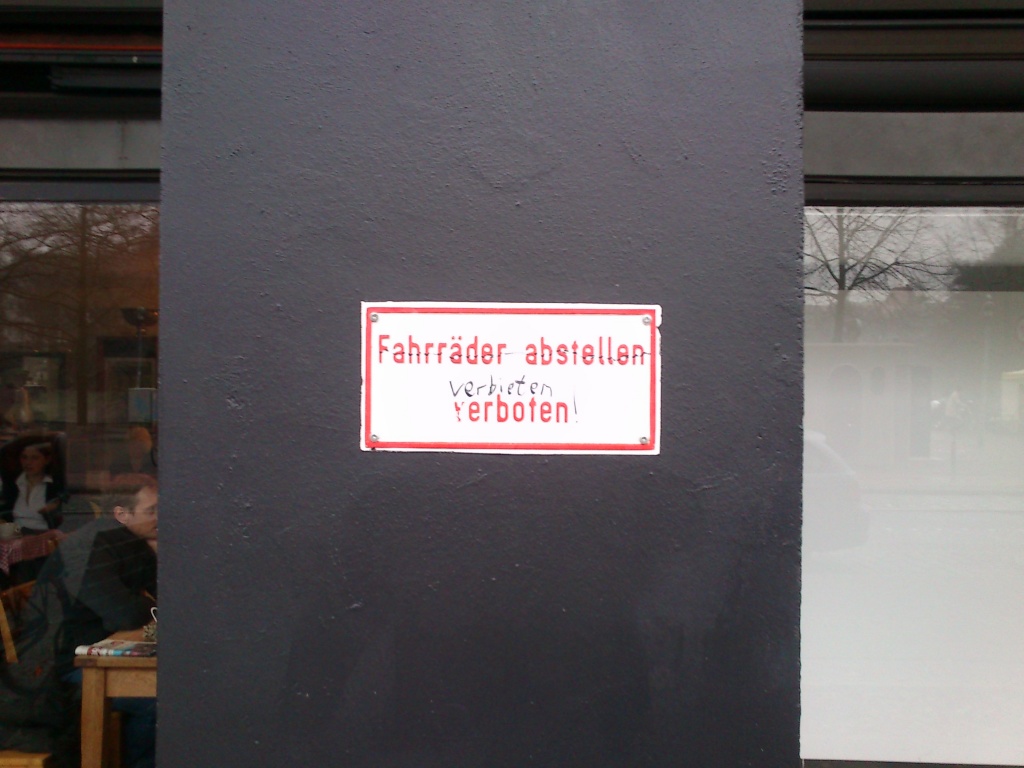 Fahrräder abstellen
verbieten
verboten!